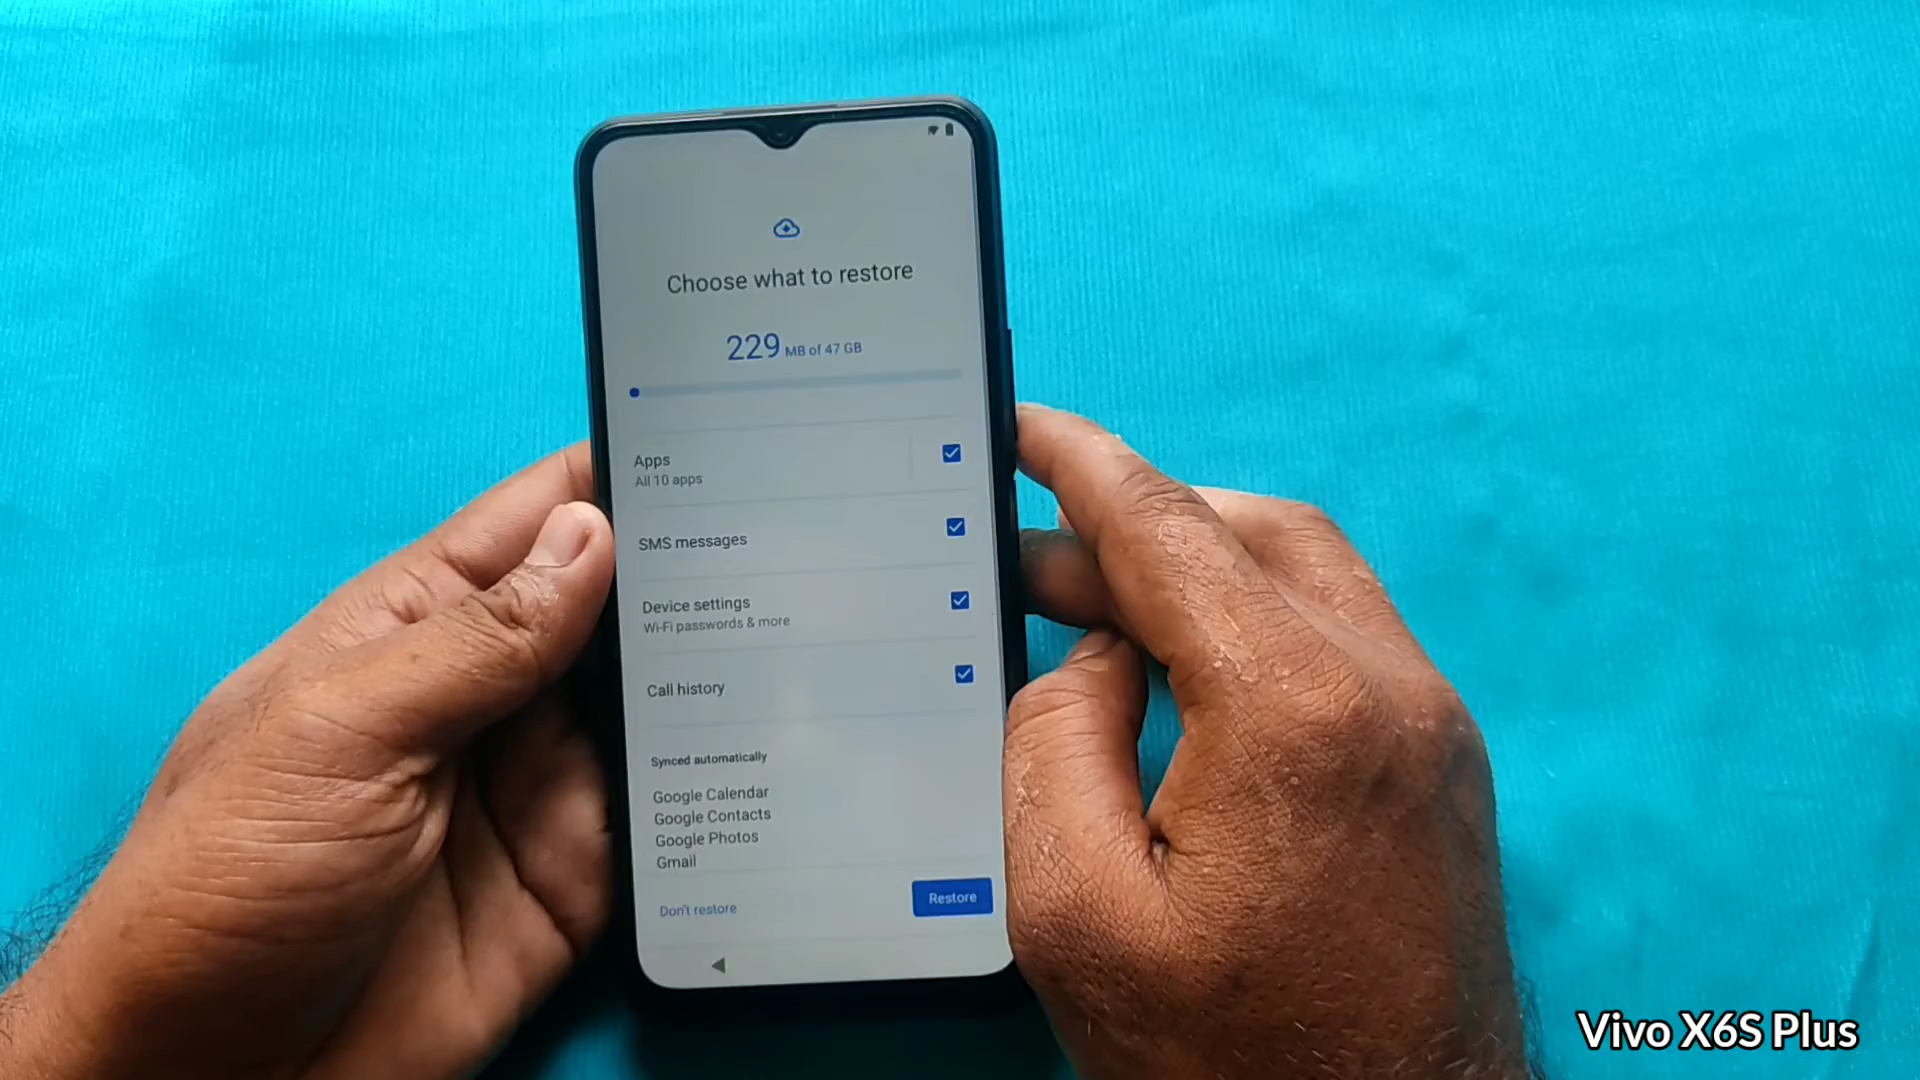 Choose what to restore
229 MB of 47 GB
Apps
All 10 apps
SMS messages
Device settings
Wi-Fi passwords & more
Call history
Synced automatically
Google Calendar
Google Contacts
Google Photos
Gmail
Don't restore
Restore
Vivo X6S Plus